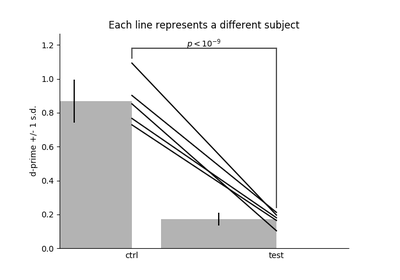 Each line represents a different subject
p < 10⁻⁹
d-prime +/- 1 s.d.
1.2
1.0
0.8
0.6
0.4
0.2
0.0
ctrl
test